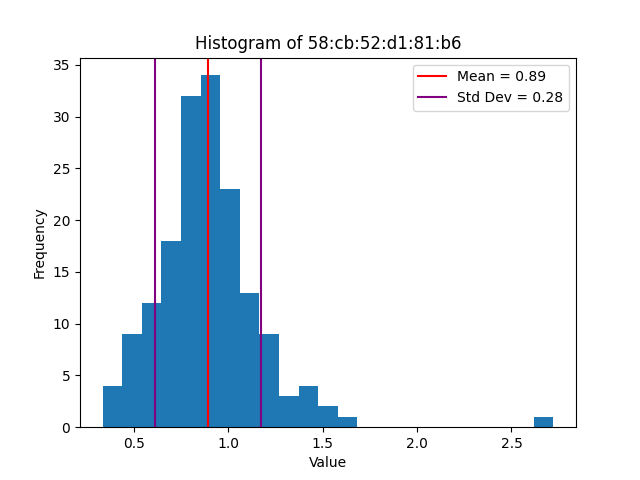 Histogram of 58:cb:52:d1:81:b6
Mean = 0.89
Std Dev = 0.28
35
30
25
20
15
10
5
0
Frequency
0.5 1.0 1.5 2.0 2.5
Value